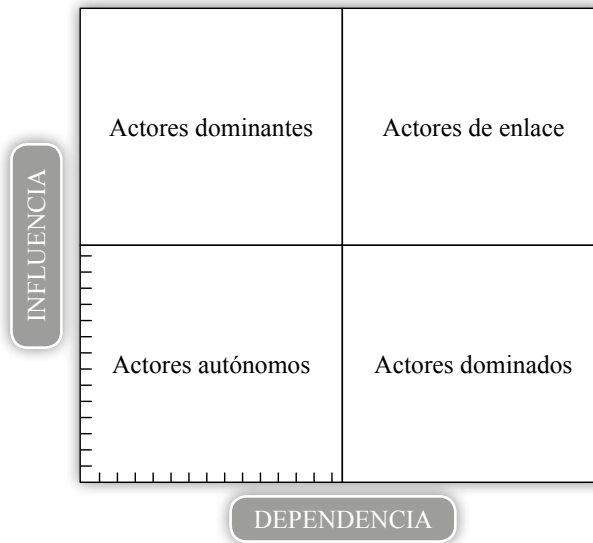 Actores dominantes
Actores de enlace
INFLUENCIA
Actores autónomos
Actores dominados
DEPENDENCIA